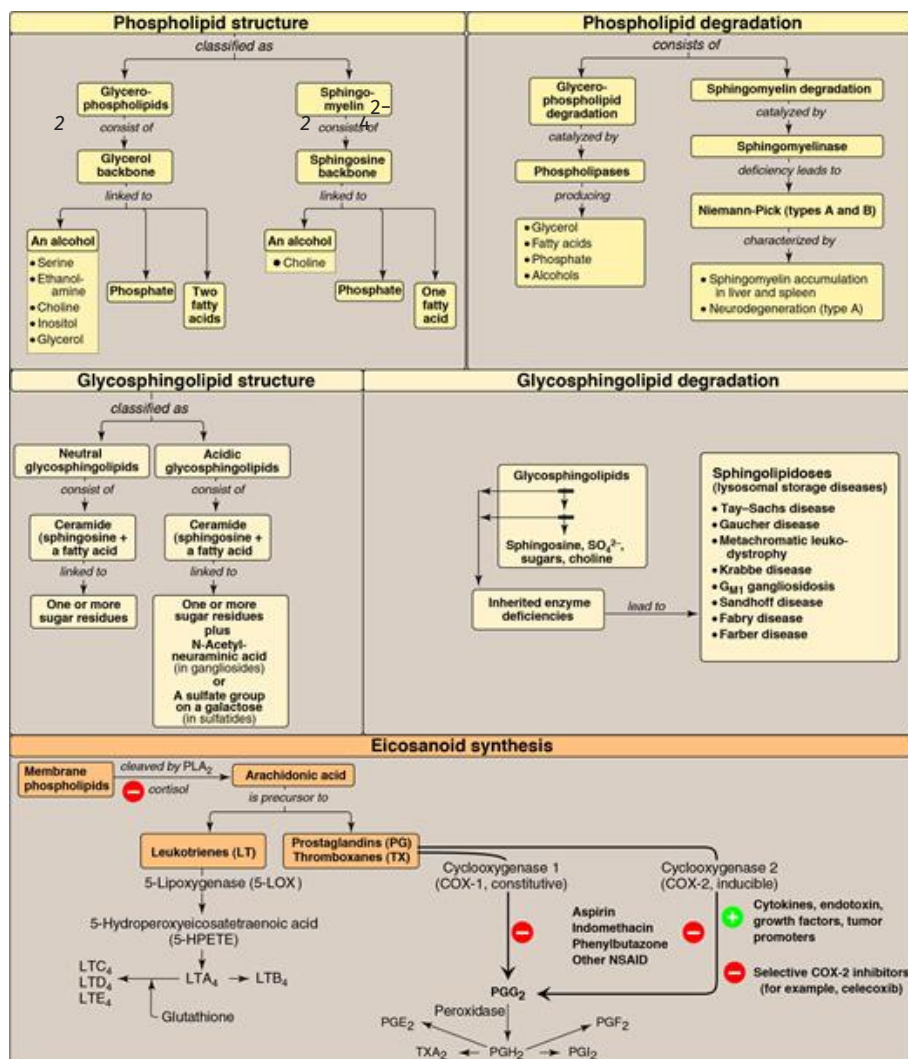 Phospholipid structure
classified as
Glycero-
phospholipids
Sphingo-
myelin
2–
2
consist of
2
consists of
4
Glycerol
backbone
Sphingosine
backbone
linked to
linked to
An alcohol
• Serine
• Ethanol-
amine
• Choline
• Inositol
• Glycerol
Phosphate
Two
fatty
acids
An alcohol
• Choline
Phosphate
One
fatty
acid
Phospholipid degradation
consists of
Glycero-
phospholipid
degradation
catalyzed by
Phospholipases
producing
• Glycerol
• Fatty acids
• Phosphate
• Alcohols
Sphingomyelin degradation
catalyzed by
Sphingomyelinase
deficiency leads to
Niemann-Pick (types A and B)
characterized by
• Sphingomyelin accumulation
in liver and spleen
• Neurodegeneration (type A)
Glycosphingolipid structure
classified as
Neutral
glycosphingolipids
Acidic
glycosphingolipids
consist of
consist of
Ceramide
(sphingosine +
a fatty acid
Ceramide
(sphingosine +
a fatty acid
linked to
linked to
One or more
sugar residues
One or more
sugar residues
plus
N-Acetyl-
neuraminic acid
(in gangliosides)
or
A sulfate group
on a galactose
(in sulfatides)
Glycosphingolipid degradation
Glycosphingolipids
Sphingosine, SO₄²⁻,
sugars, choline
Inherited enzyme
deficiencies
lead to
Sphingolipidoses
(lysosomal storage diseases)
• Tay–Sachs disease
• Gaucher disease
• Metachromatic leuko-
dystrophy
• Krabbe disease
• GM1 gangliosidosis
• Sandhoff disease
• Fabry disease
• Farber disease
Eicosanoid synthesis
Membrane
phospholipids
cleaved by PLA₂
cortisol
Arachidonic acid
is precursor to
Leukotrienes (LT)
Prostaglandins (PG)
Thromboxanes (TX)
5-Lipoxygenase (5-LOX)
5-Hydroperoxyeicosatetraenoic acid
(5-HPETE)
LTC₄
LTD₄
LTE₄
LTA₄
LTB₄
Glutathione
Cyclooxygenase 1
(COX-1, constitutive)
Cyclooxygenase 2
(COX-2, inducible)
Aspirin
Indomethacin
Phenylbutazone
Other NSAID
Cytokines, endotoxin,
growth factors, tumor
promoters
Selective COX-2 inhibitors
(for example, celecoxib)
PGG₂
Peroxidase
PGE₂
PGF₂
TXA₂
PGH₂
PGI₂